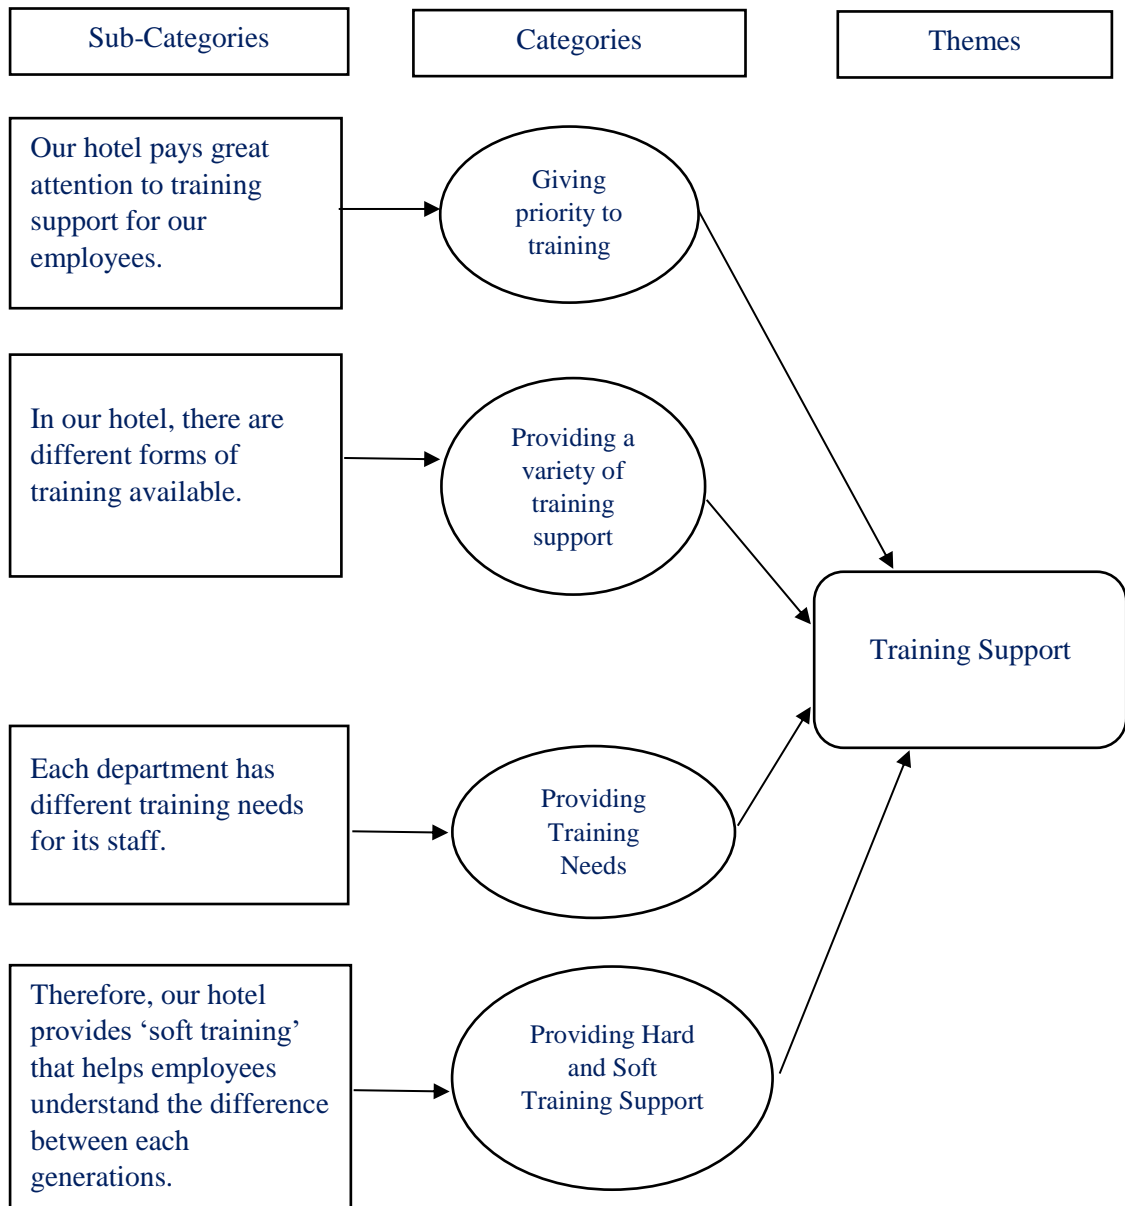 Sub-Categories
Categories
Themes
Our hotel pays great
attention to training
support for our
employees.
Giving
priority to
training
In our hotel, there are
different forms of
training available.
Providing a
variety of
training
support
Training Support
Each department has
different training needs
for its staff.
Providing
Training
Needs
Therefore, our hotel
provides ‘soft training’
that helps employees
understand the difference
between each
generations.
Providing Hard
and Soft
Training Support